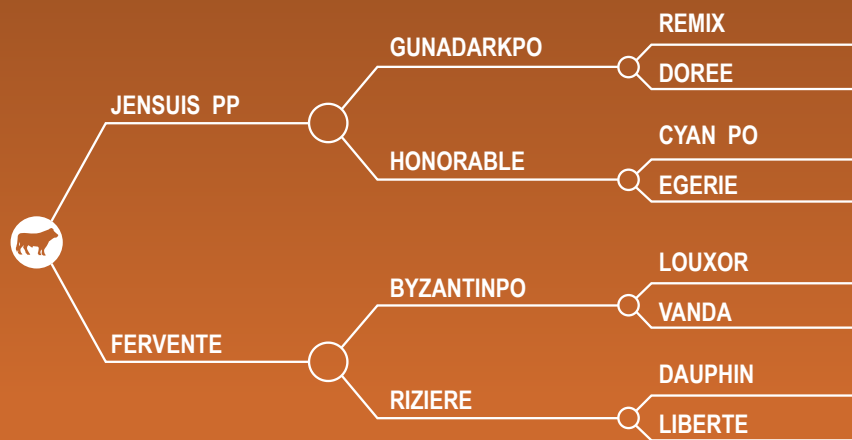 REMIX
GUNADARKPO
DOREE
JENSUIS PP
CYAN PO
HONORABLE
EGERIE
LOUXOR
BYZANTINPO
VANDA
FERVENTE
DAUPHIN
RIZIERE
LIBERTE